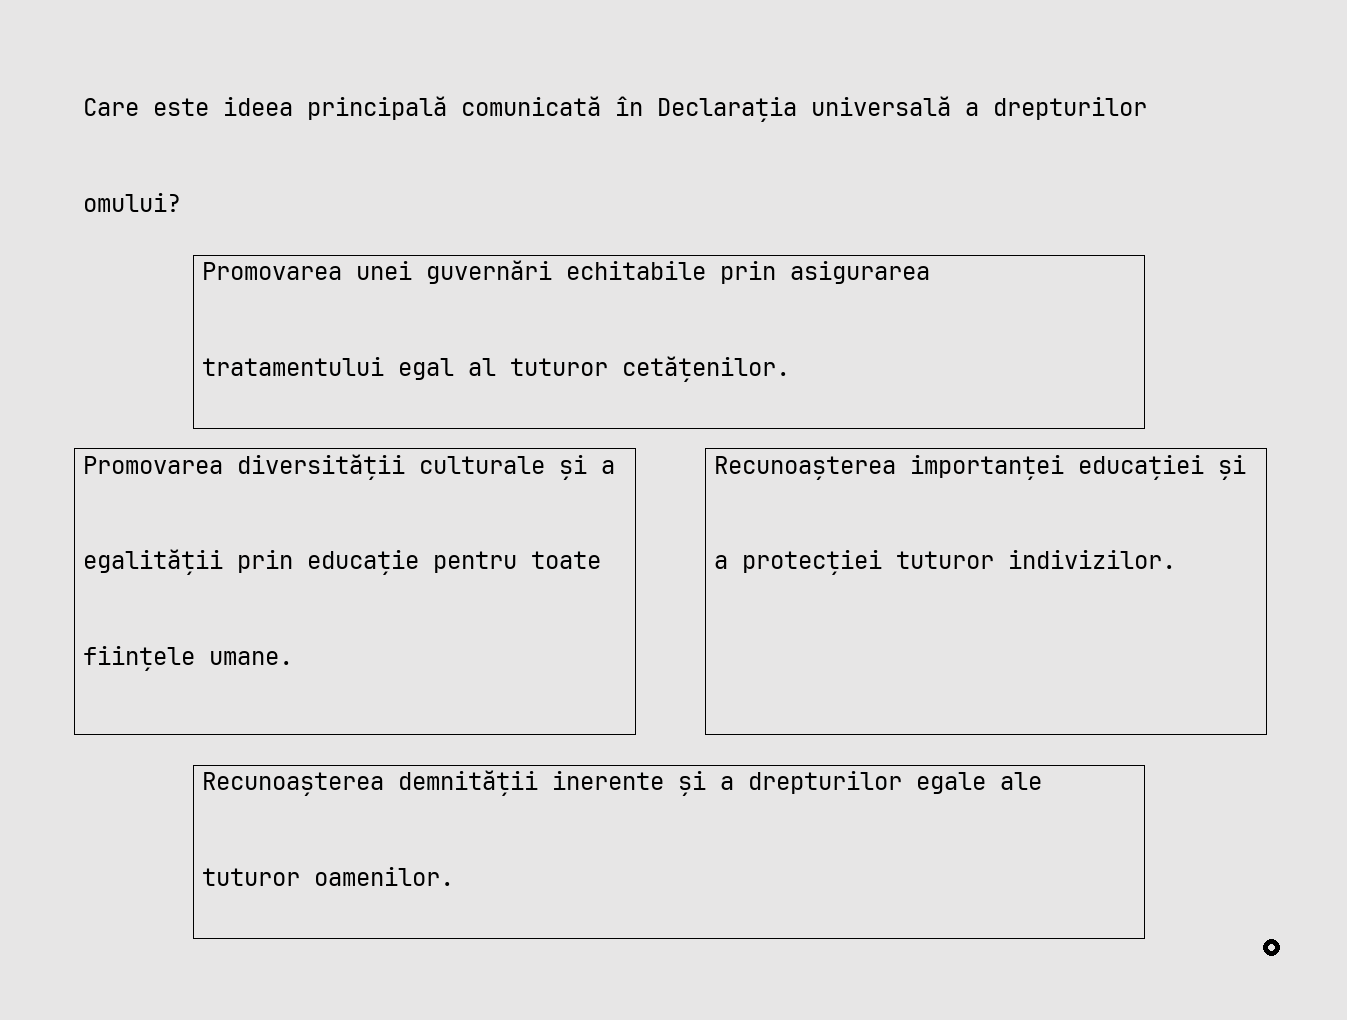 Care este ideea principală comunicată în Declarația universală a drepturilor
omului?
Promovarea unei guvernări echitabile prin asigurarea
tratamentului egal al tuturor cetățenilor.
Promovarea diversității culturale și a
egalității prin educație pentru toate
ființele umane.
Recunoașterea importanței educației și
a protecției tuturor indivizilor.
Recunoașterea demnității inerente și a drepturilor egale ale
tuturor oamenilor.